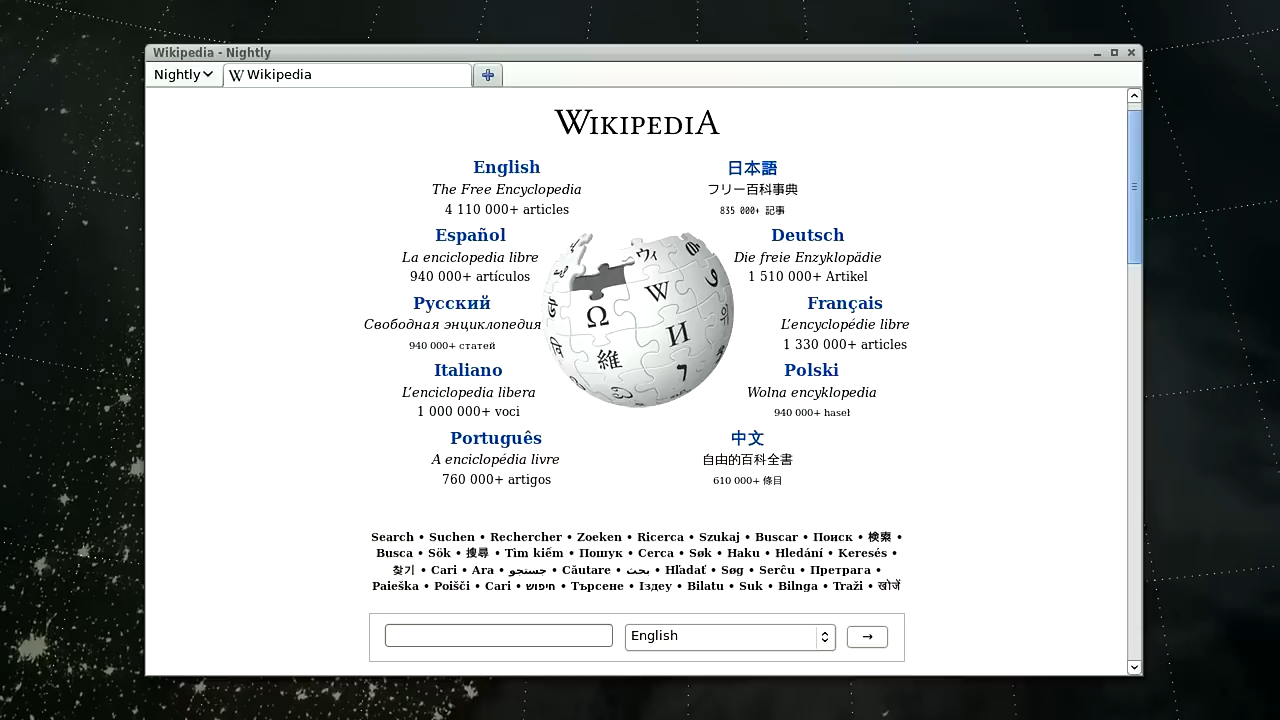 Wikipedia - Nightly
Nightly
Wikipedia
WIKIPEDIA
English
The Free Encyclopedia
4 110 000+ articles
日本語
フリー百科事典
835 000+ 記事
Español
La enciclopedia libre
940 000+ artículos
Deutsch
Die freie Enzyklopädie
1 510 000+ Artikel
Русский
Свободная энциклопедия
940 000+ статей
Français
L'encyclopédie libre
1 330 000+ articles
Italiano
L'enciclopedia libera
1 000 000+ voci
Polski
Wolna encyklopedia
940 000+ haseł
Português
A enciclopédia livre
760 000+ artigos
中文
自由的百科全書
610 000+ 條目
Ω W И 維 ウィ 7
Search • Suchen • Rechercher • Zoeken • Ricerca • Szukaj • Buscar • Поиск • 検索 •
Busca • Sök • 搜尋 • Tìm kiếm • Пошук • Cerca • Søk • Haku • Hledání • Keresés •
찾기 • Cari • Ara • جستجو • Căutare • بحث • Hľadať • Søg • Serĉu • Претрага •
Paieška • Poišči • Cari • חיפוש • Търсене • Іздеу • Bilatu • Suk • Bilnga • Traži • खोजें
English
→